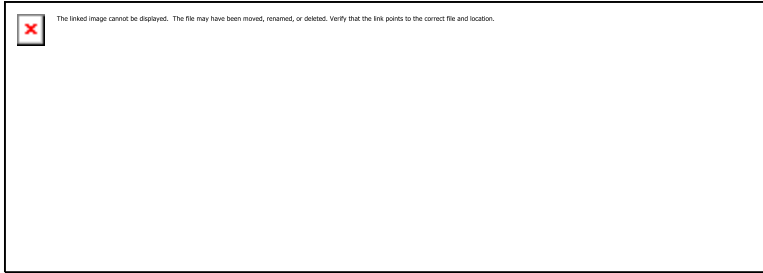 The linked image cannot be displayed.  The file may have been moved, renamed, or deleted. Verify that the link points to the correct file and location.